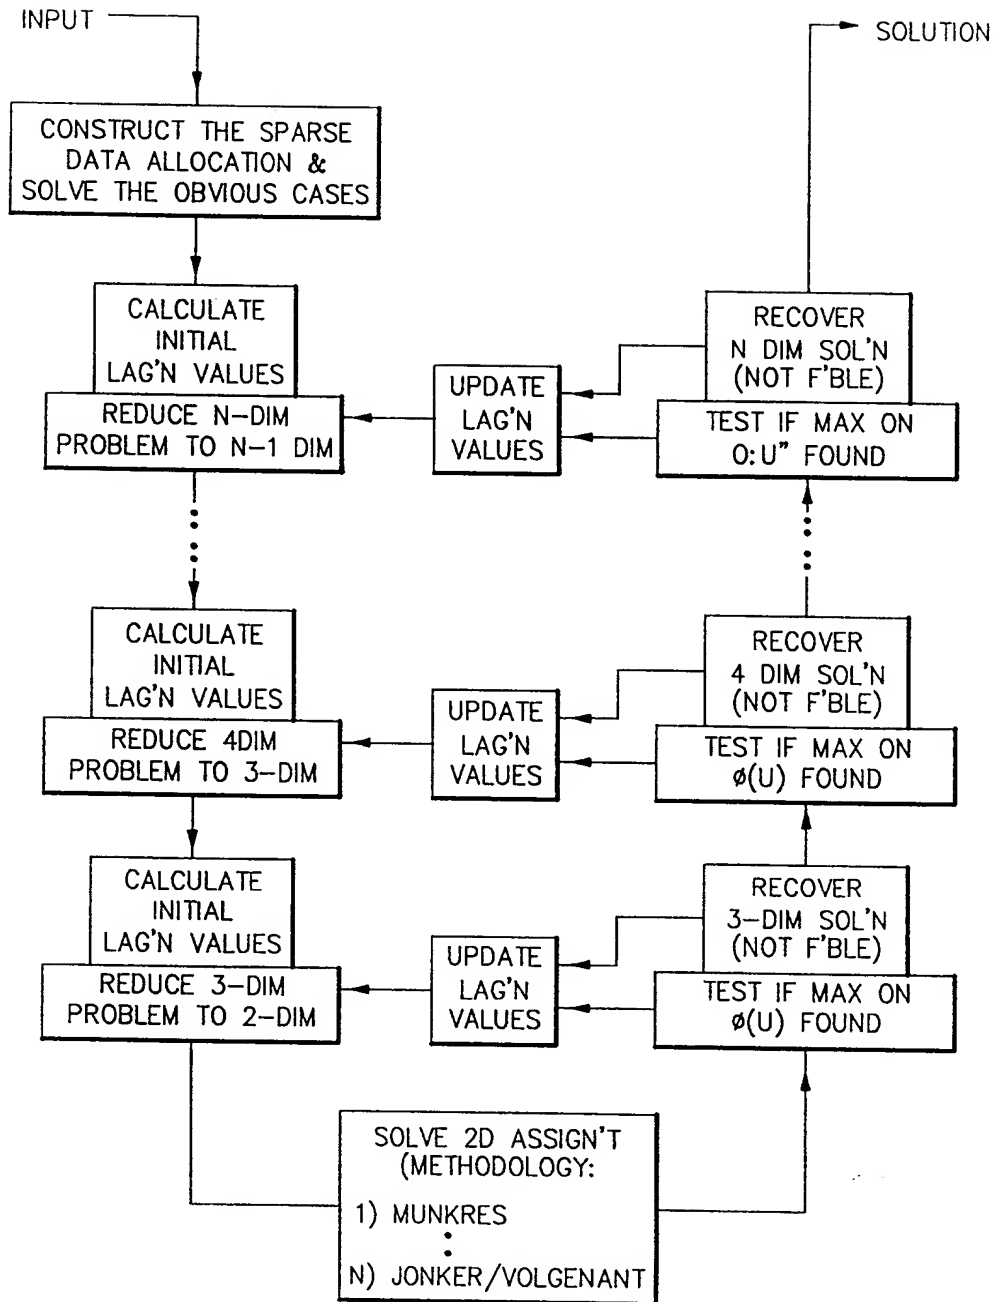 INPUT
SOLUTION
CONSTRUCT THE SPARSE
DATA ALLOCATION &
SOLVE THE OBVIOUS CASES
CALCULATE
INITIAL
LAG'N VALUES
REDUCE N-DIM
PROBLEM TO N-1 DIM
UPDATE
LAG'N
VALUES
RECOVER
N DIM SOL'N
(NOT F'BLE)
TEST IF MAX ON
O:U" FOUND
CALCULATE
INITIAL
LAG'N VALUES
REDUCE 4DIM
PROBLEM TO 3-DIM
UPDATE
LAG'N
VALUES
RECOVER
4 DIM SOL'N
(NOT F'BLE)
TEST IF MAX ON
ø(U) FOUND
CALCULATE
INITIAL
LAG'N VALUES
REDUCE 3-DIM
PROBLEM TO 2-DIM
UPDATE
LAG'N
VALUES
RECOVER
3-DIM SOL'N
(NOT F'BLE)
TEST IF MAX ON
ø(U) FOUND
SOLVE 2D ASSIGN'T
(METHODOLOGY:
1) MUNKRES
⋮
N) JONKER/VOLGENANT